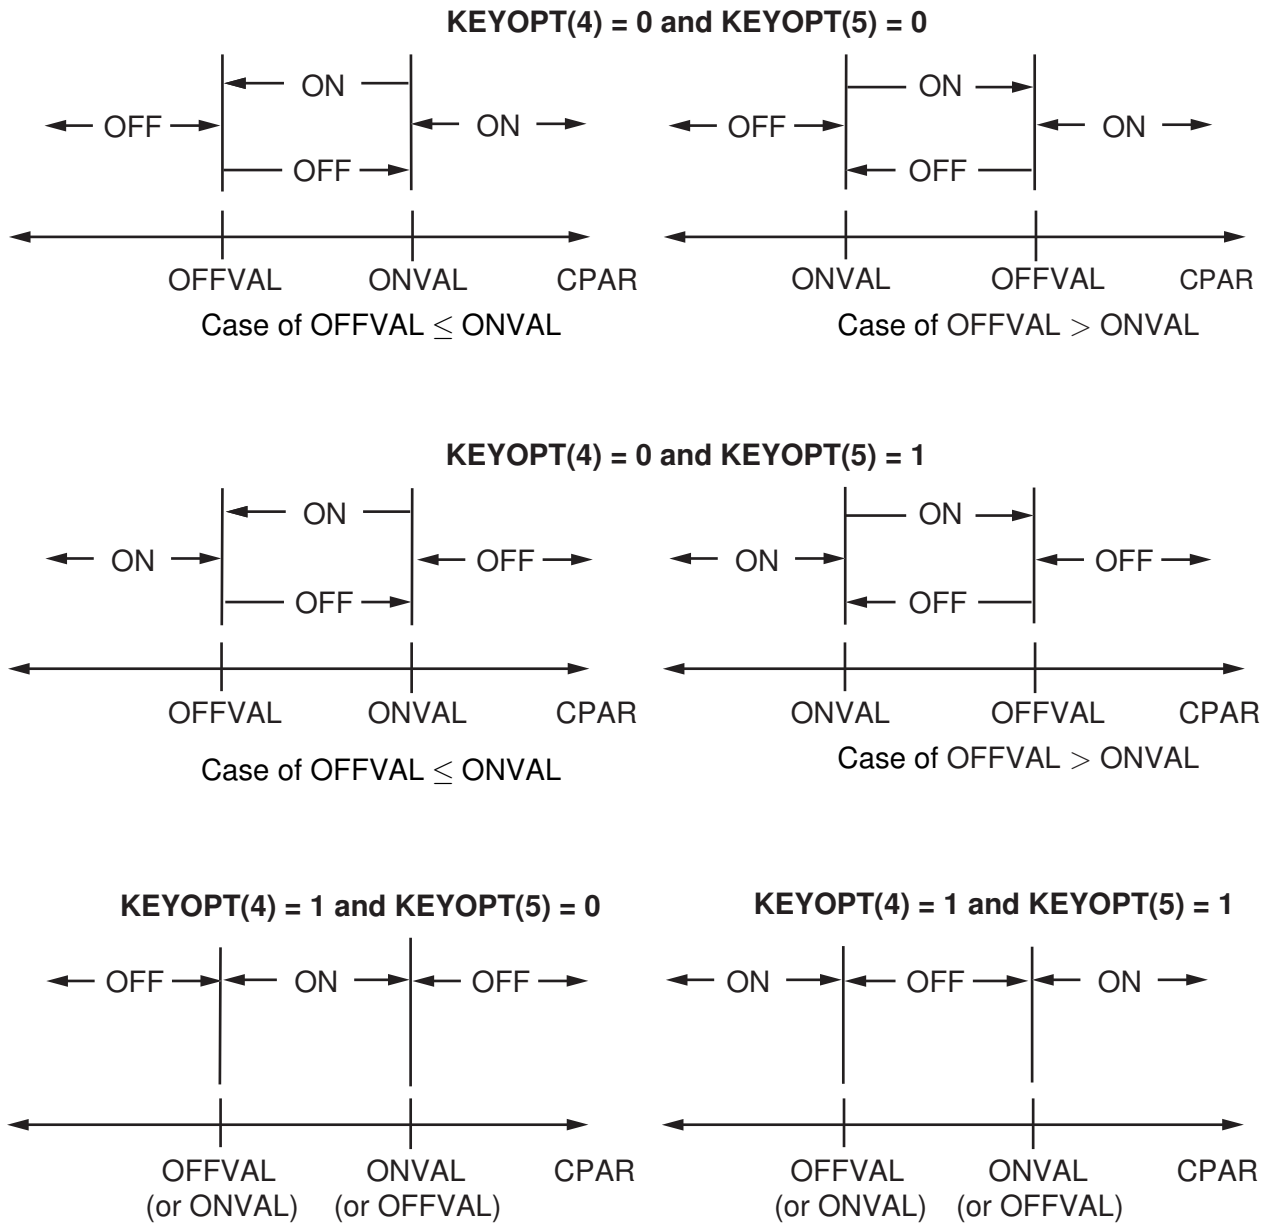 KEYOPT(4) = 0 and KEYOPT(5) = 0
ON ON
OFF ON OFF ON
OFF OFF
OFFVAL ONVAL CPAR ONVAL OFFVAL CPAR
Case of OFFVAL ≤ ONVAL Case of OFFVAL > ONVAL
KEYOPT(4) = 0 and KEYOPT(5) = 1
ON ON
ON OFF ON OFF
OFF OFF
OFFVAL ONVAL CPAR ONVAL OFFVAL CPAR
Case of OFFVAL ≤ ONVAL Case of OFFVAL > ONVAL
KEYOPT(4) = 1 and KEYOPT(5) = 0 KEYOPT(4) = 1 and KEYOPT(5) = 1
OFF ON OFF ON OFF ON
OFFVAL ONVAL CPAR OFFVAL ONVAL CPAR
(or ONVAL) (or OFFVAL) (or ONVAL) (or OFFVAL)